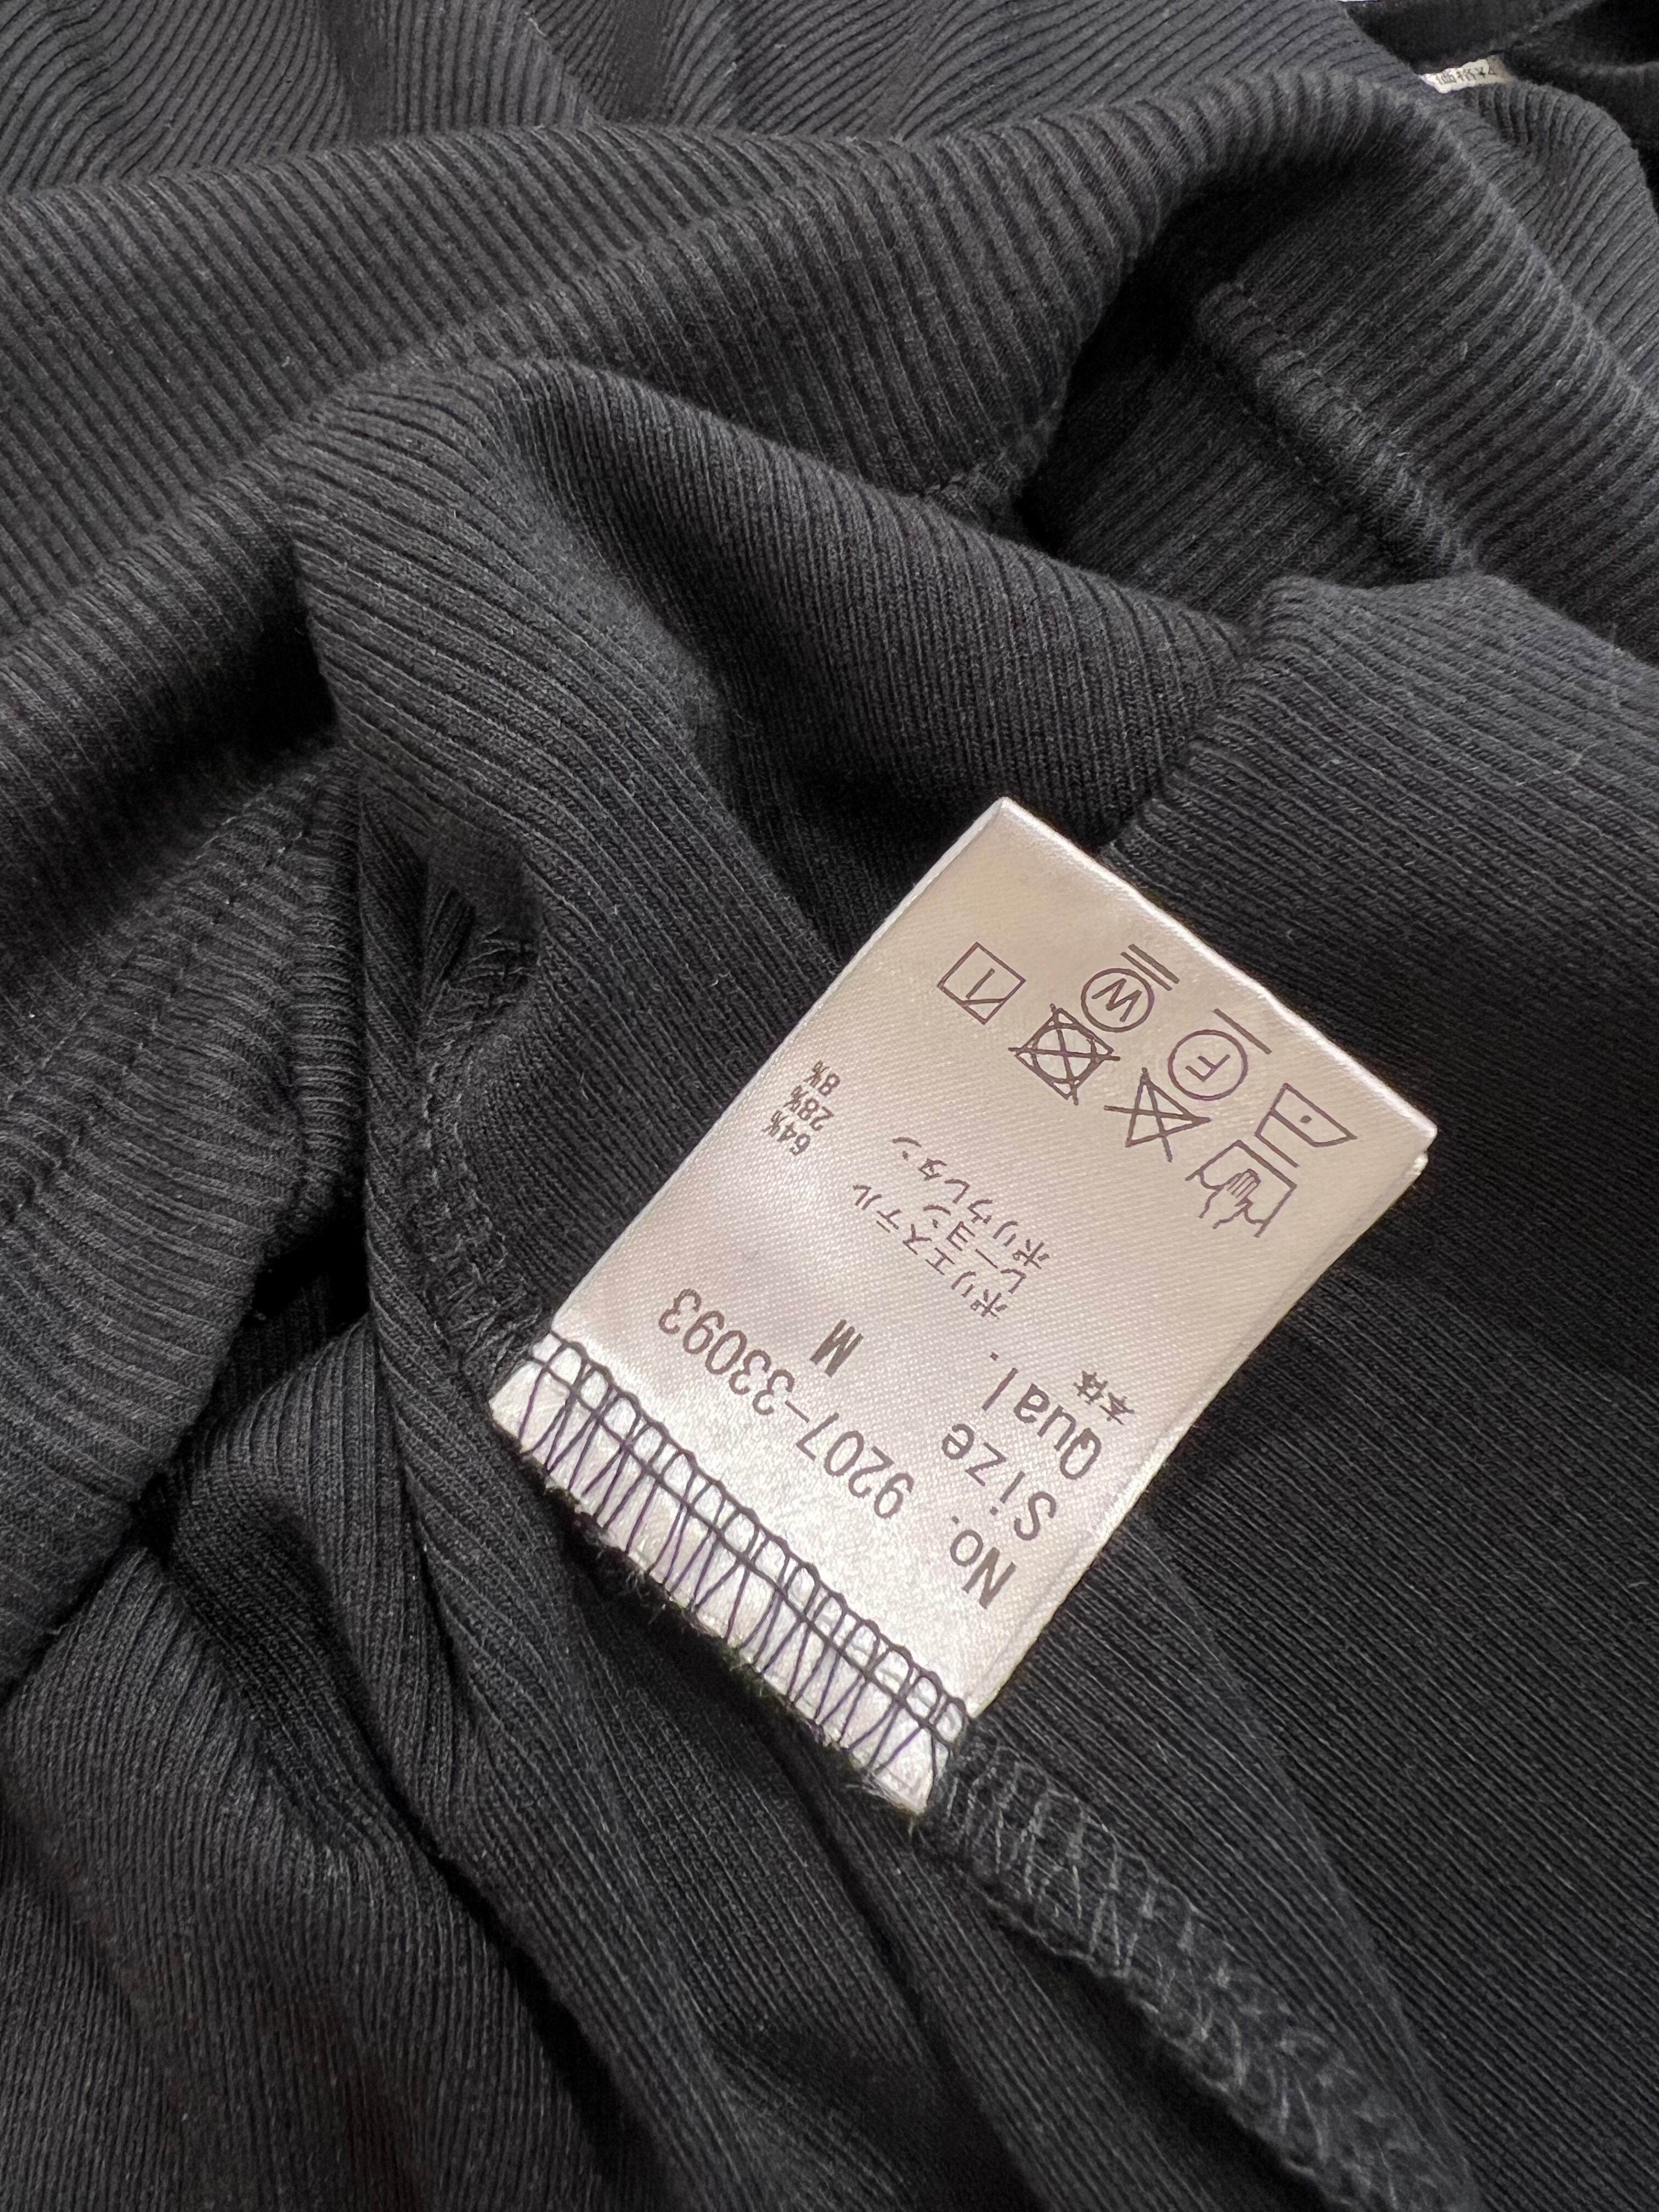 No. 9207-33093
Size M
Qual.
本体
ポリエステル 64%
レーヨン 28%
ポリウレタン 8%
F
W